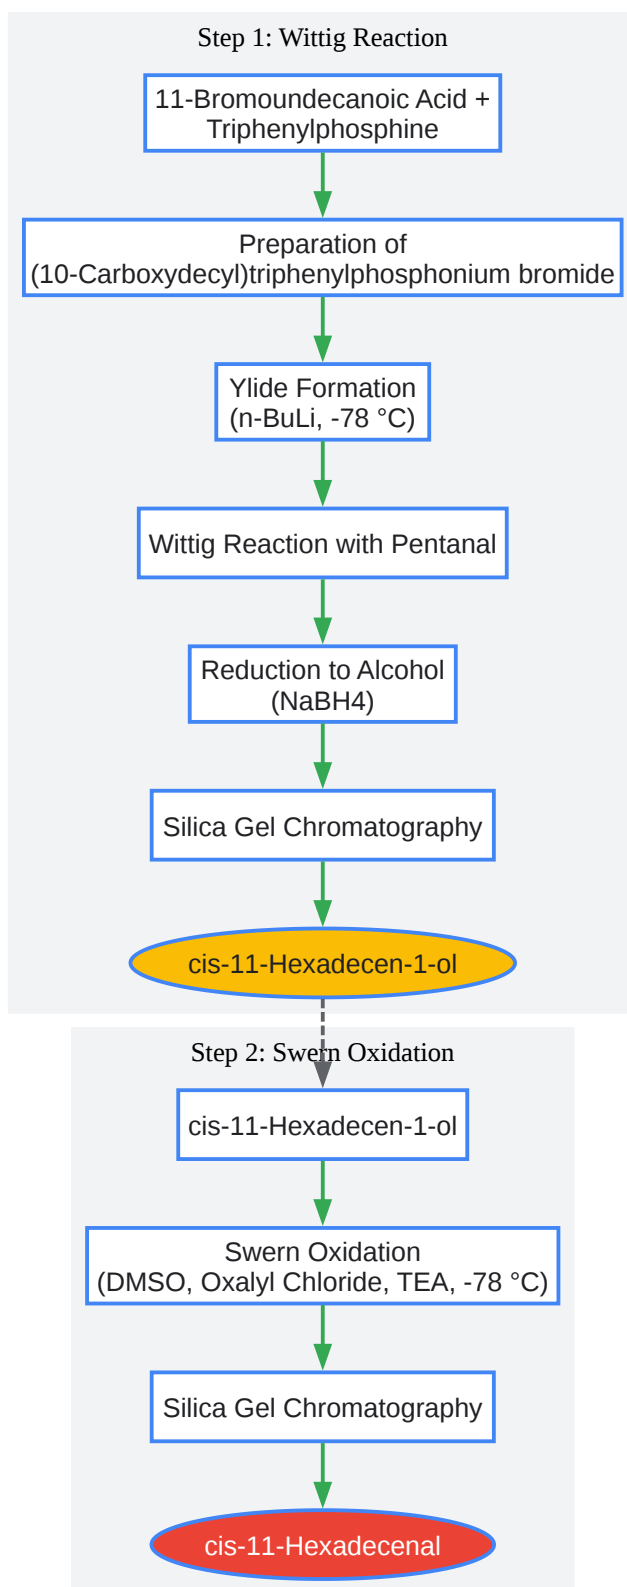 Step 1: Wittig Reaction
11-Bromoundecanoic Acid +
Triphenylphosphine
Preparation of
(10-Carboxydecyl)triphenylphosphonium bromide
Ylide Formation
(n-BuLi, -78 °C)
Wittig Reaction with Pentanal
Reduction to Alcohol
(NaBH4)
Silica Gel Chromatography
cis-11-Hexadecen-1-ol
Step 2: Swern Oxidation
cis-11-Hexadecen-1-ol
Swern Oxidation
(DMSO, Oxalyl Chloride, TEA, -78 °C)
Silica Gel Chromatography
cis-11-Hexadecenal